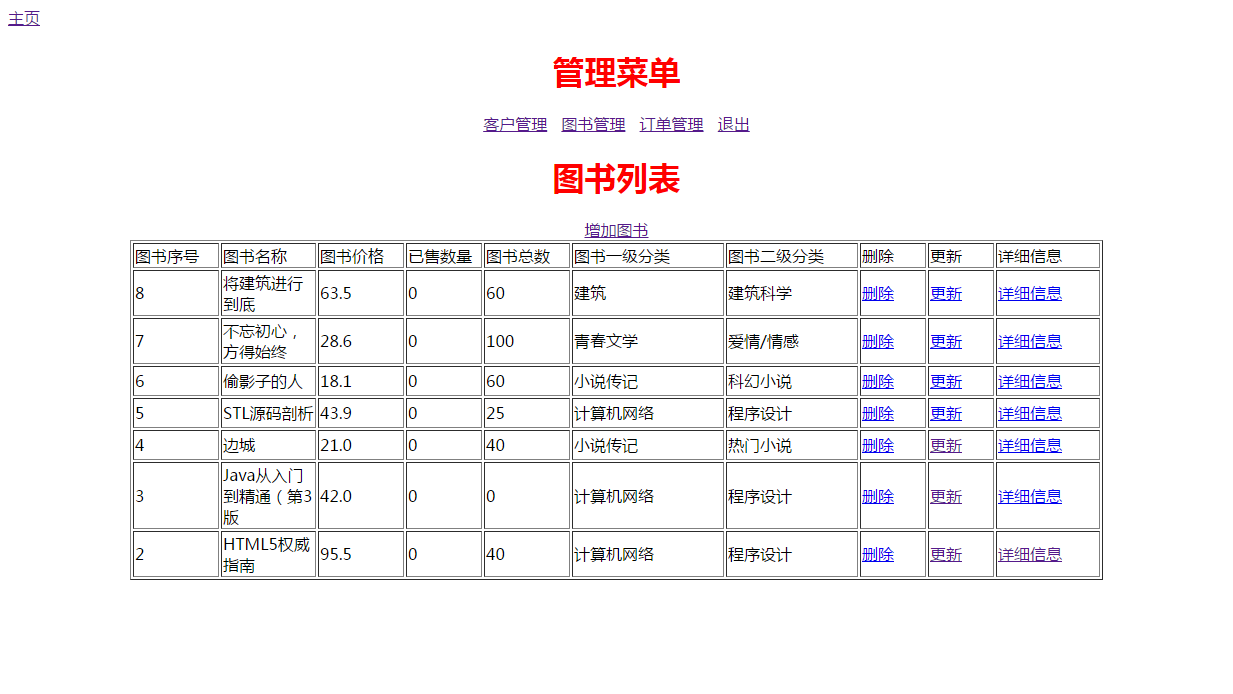 主页
管理菜单
客户管理 图书管理 订单管理 退出
图书列表
增加图书
图书序号 图书名称 图书价格 已售数量 图书总数 图书一级分类 图书二级分类 删除 更新 详细信息
8 将建筑进行到底 63.5 0 60 建筑 建筑科学 删除 更新 详细信息
7 不忘初心，方得始终 28.6 0 100 青春文学 爱情/情感 删除 更新 详细信息
6 偷影子的人 18.1 0 60 小说传记 科幻小说 删除 更新 详细信息
5 STL源码剖析 43.9 0 25 计算机网络 程序设计 删除 更新 详细信息
4 边城 21.0 0 40 小说传记 热门小说 删除 更新 详细信息
3 Java从入门到精通（第3版 42.0 0 0 计算机网络 程序设计 删除 更新 详细信息
2 HTML5权威指南 95.5 0 40 计算机网络 程序设计 删除 更新 详细信息